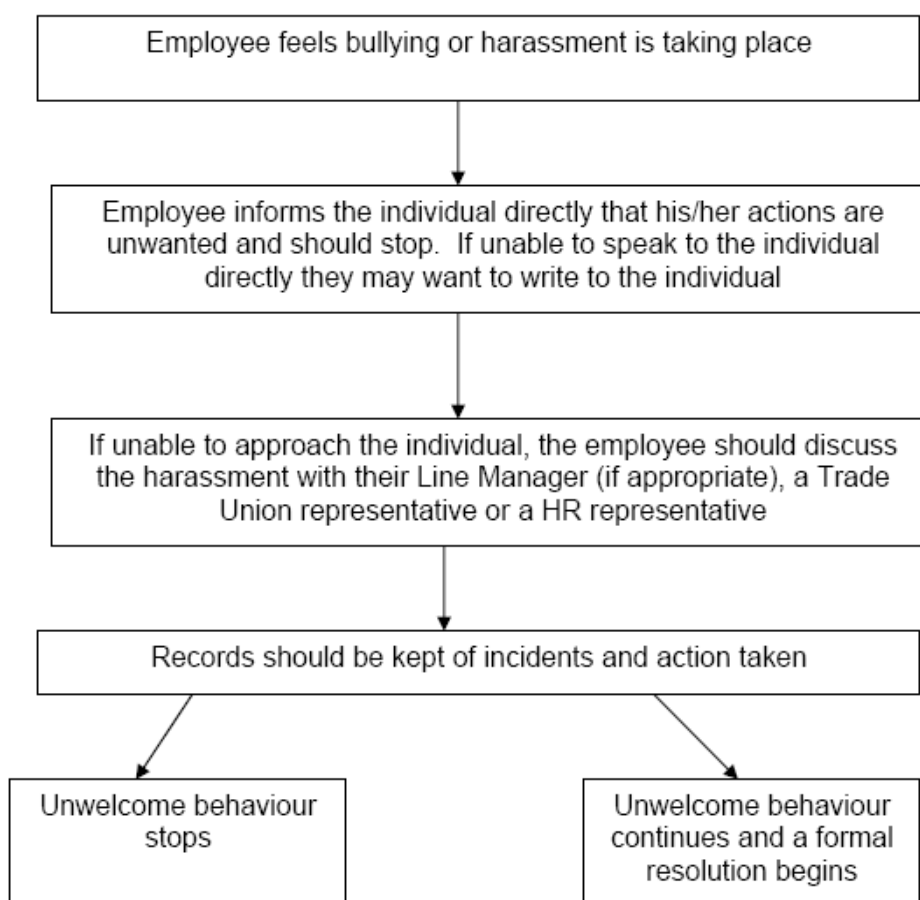 Employee feels bullying or harassment is taking place
Employee informs the individual directly that his/her actions are
unwanted and should stop.  If unable to speak to the individual
directly they may want to write to the individual
If unable to approach the individual, the employee should discuss
the harassment with their Line Manager (if appropriate), a Trade
Union representative or a HR representative
Records should be kept of incidents and action taken
Unwelcome behaviour
stops
Unwelcome behaviour
continues and a formal
resolution begins